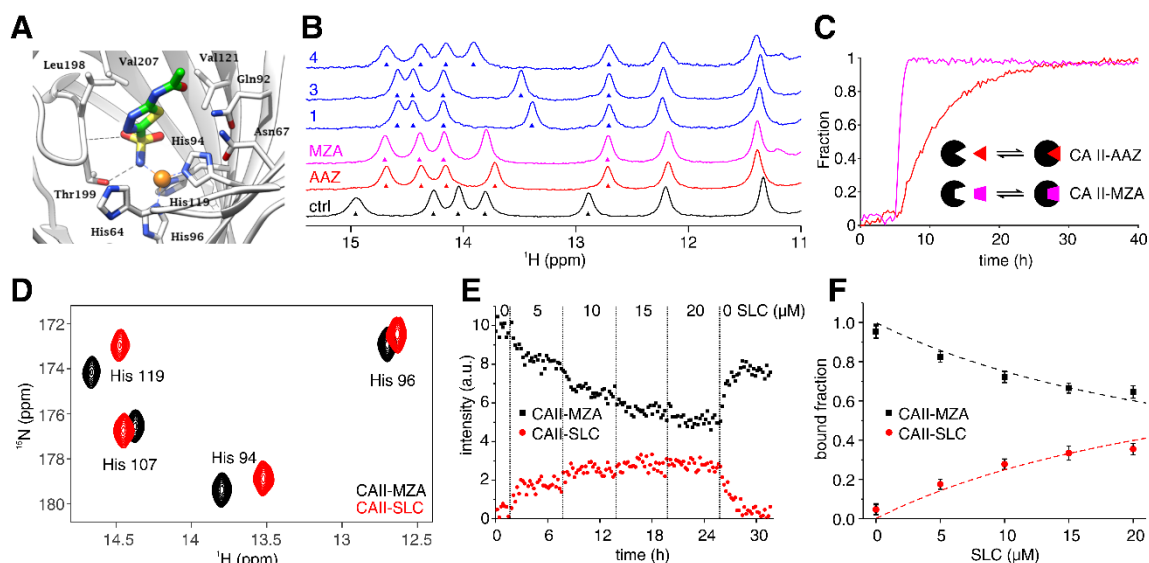 A
Leu198
Val207
Val121
Gln92
Asn67
His94
Thr199
His119
His64
His96
B
4
3
1
MZA
AAZ
ctrl
15
14
13
12
11
¹H (ppm)
C
Fraction
1
0.8
0.6
0.4
0.2
0
CA II-AAZ
CA II-MZA
0
10
20
30
40
time (h)
D
¹⁵N (ppm)
172
174
176
178
180
His 119
His 96
His 107
His 94
CAII-MZA
CAII-SLC
14.5
14.0
13.5
13.0
12.5
¹H (ppm)
E
intensity (a.u.)
10
8
6
4
2
0
0
5
10
15
20
0 SLC (µM)
CAII-MZA
CAII-SLC
0
6
12
18
24
30
time (h)
F
bound fraction
1.0
0.8
0.6
0.4
0.2
0.0
CAII-MZA
CAII-SLC
0
5
10
15
20
SLC (µM)